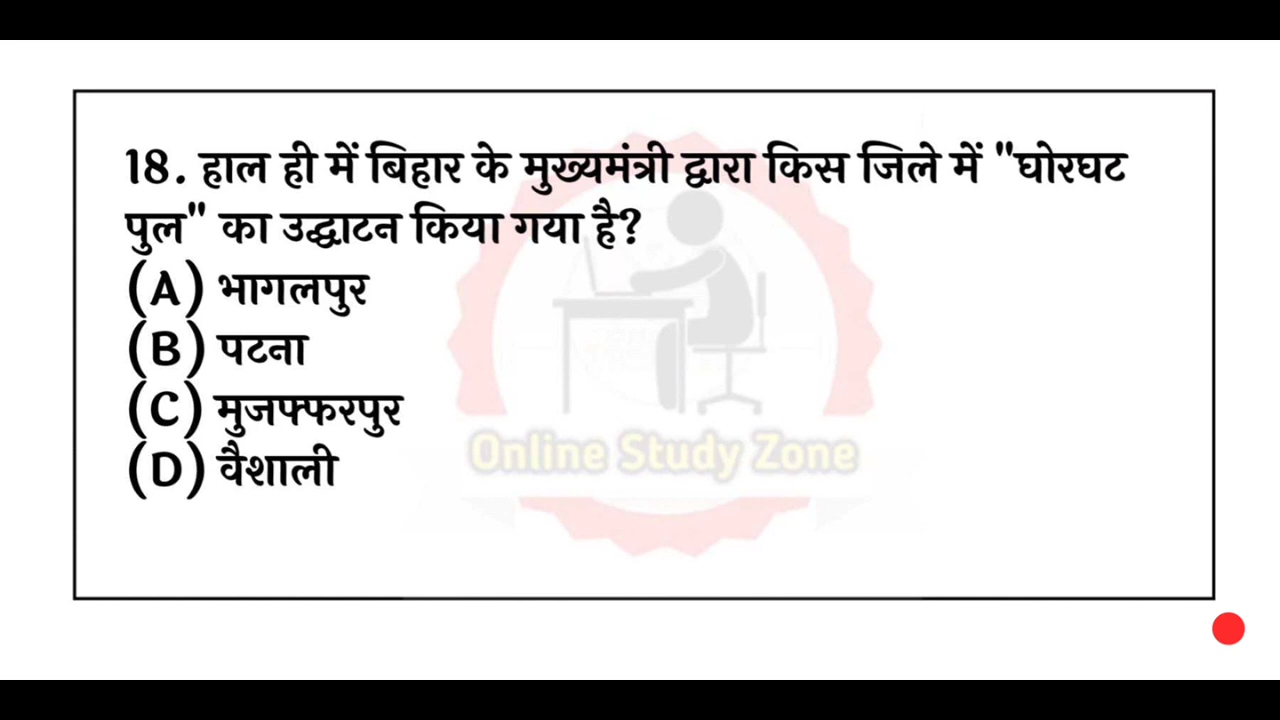 18. हाल ही में बिहार के मुख्यमंत्री द्वारा किस जिले में "घोरघट
पुल" का उद्घाटन किया गया है?
(A) भागलपुर
(B) पटना
(C) मुजफ्फरपुर
(D) वैशाली
Online Study Zone